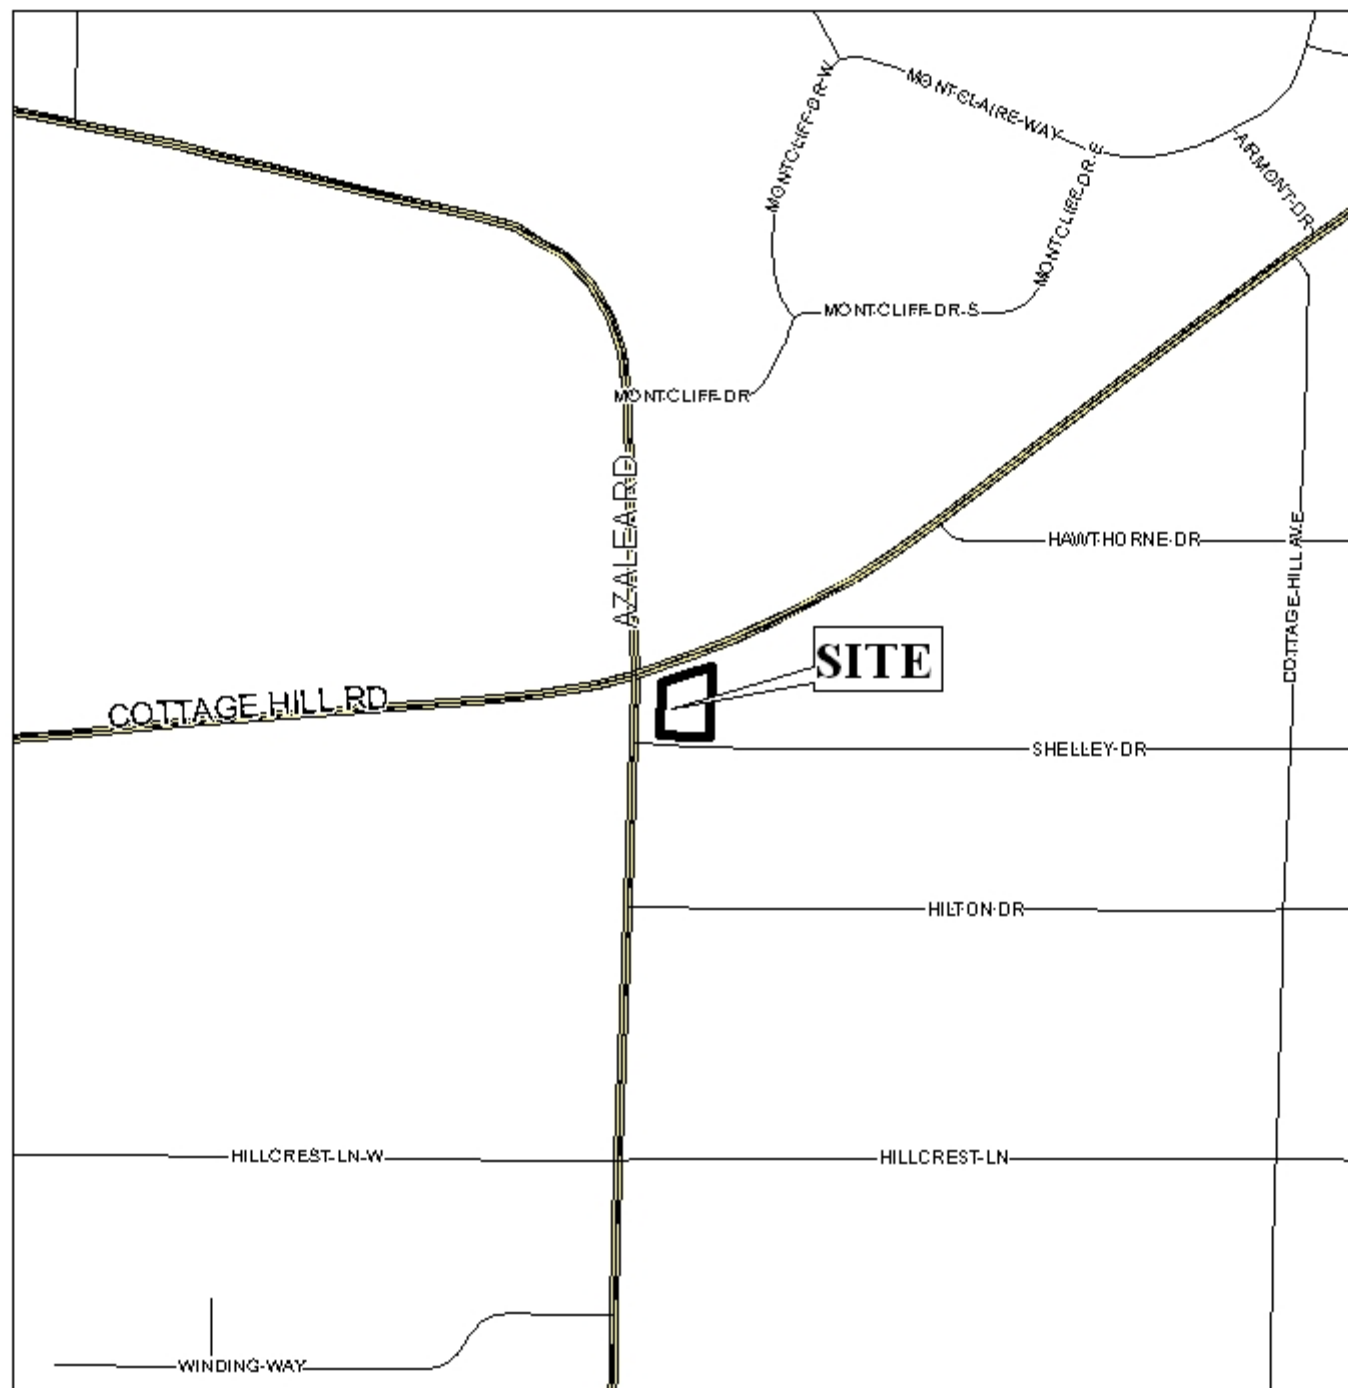 MONTCLIFF-DR-W
MONTCLAIRE-WAY
MONTCLIFF-DR-E
AIRMONT-DR
MONTCLIFF-DR-S
MONTCLIFF-DR
AZALEA RD
HAWTHORNE-DR
COTTAGE-HILL AVE
SITE
COTTAGE HILL RD
SHELLEY-DR
HILTON-DR
HILLCREST-LN-W
HILLCREST-LN
WINDING-WAY